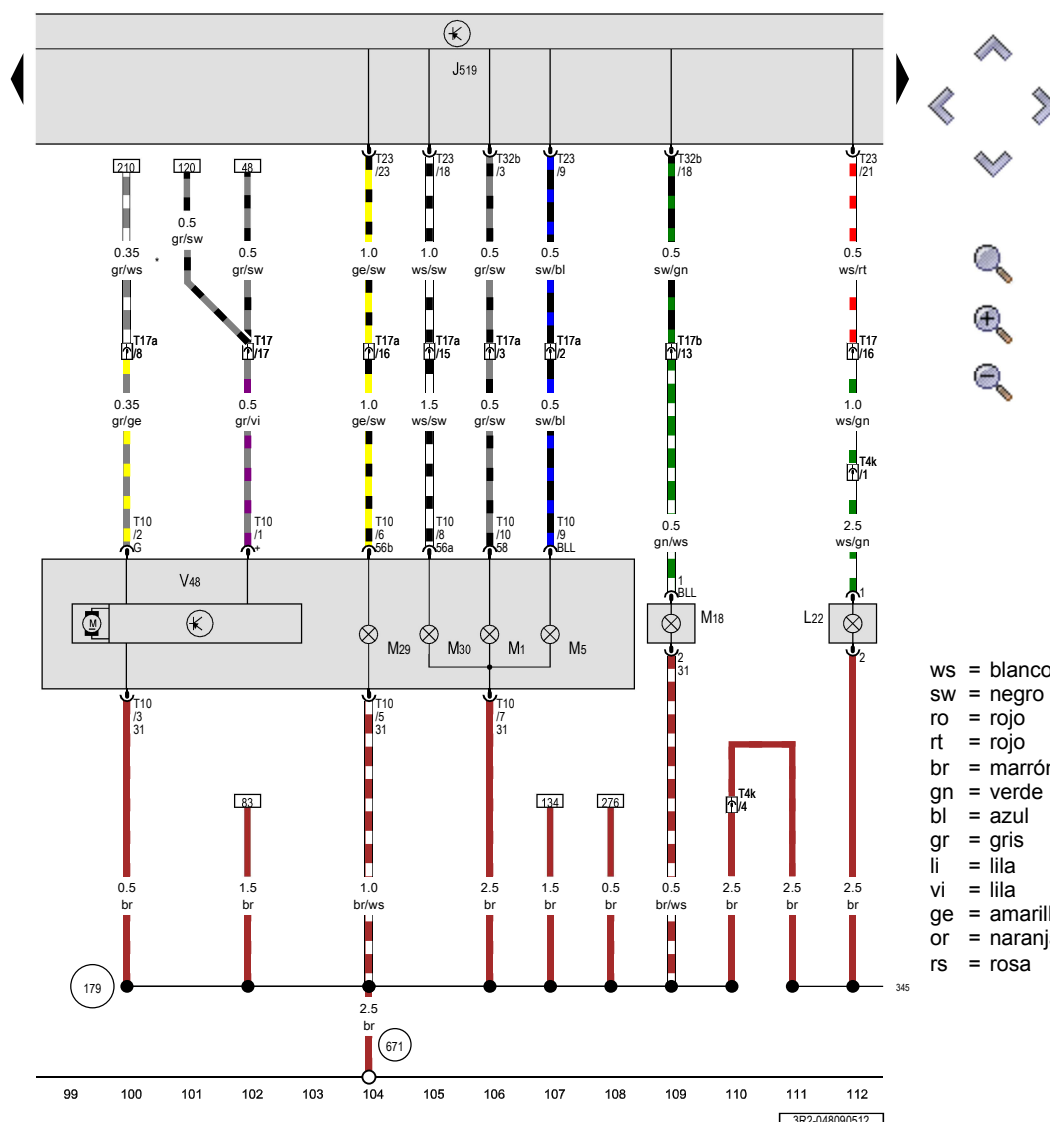 J519
T23 T23 T32b T23 T32b T23
/23 /18 /3 /9 /18 /21
210 120 48
0.5
gr/sw
0.35 0.5 1.0 1.0 0.5 0.5 0.5 0.5
gr/ws gr/sw ge/sw ws/sw gr/sw sw/bl sw/gn ws/rt
T17a T17 T17a T17a T17a T17a T17b T17
/8 /17 /16 /15 /3 /2 /13 /16
0.35 0.5 1.0 1.5 0.5 0.5 1.0
gr/ge gr/vi ge/sw ws/sw gr/sw sw/bl ws/gn
T4k
/1
T10 T10 T10 T10 T10 T10 0.5 2.5
/2 /1 /6 /8 /10 /9 gn/ws ws/gn
G + 56b 56a 58 BLL
V48
1 1
BLL
M
M29 M30 M1 M5 M18 L22
2 2
31
T10 T10 T10
/3 /5 /7
31 31 31
83 134 276 T4k
/4
0.5 1.5 1.0 2.5 1.5 0.5 0.5 2.5 2.5 2.5
br br br/ws br br br br/ws br br br
179 345
2.5
br
671
99 100 101 102 103 104 105 106 107 108 109 110 111 112
3R2-048090512
ws = blanco
sw = negro
ro = rojo
rt = rojo
br = marrón
gn = verde
bl = azul
gr = gris
li = lila
vi = lila
ge = amarill
or = naranj
rs = rosa